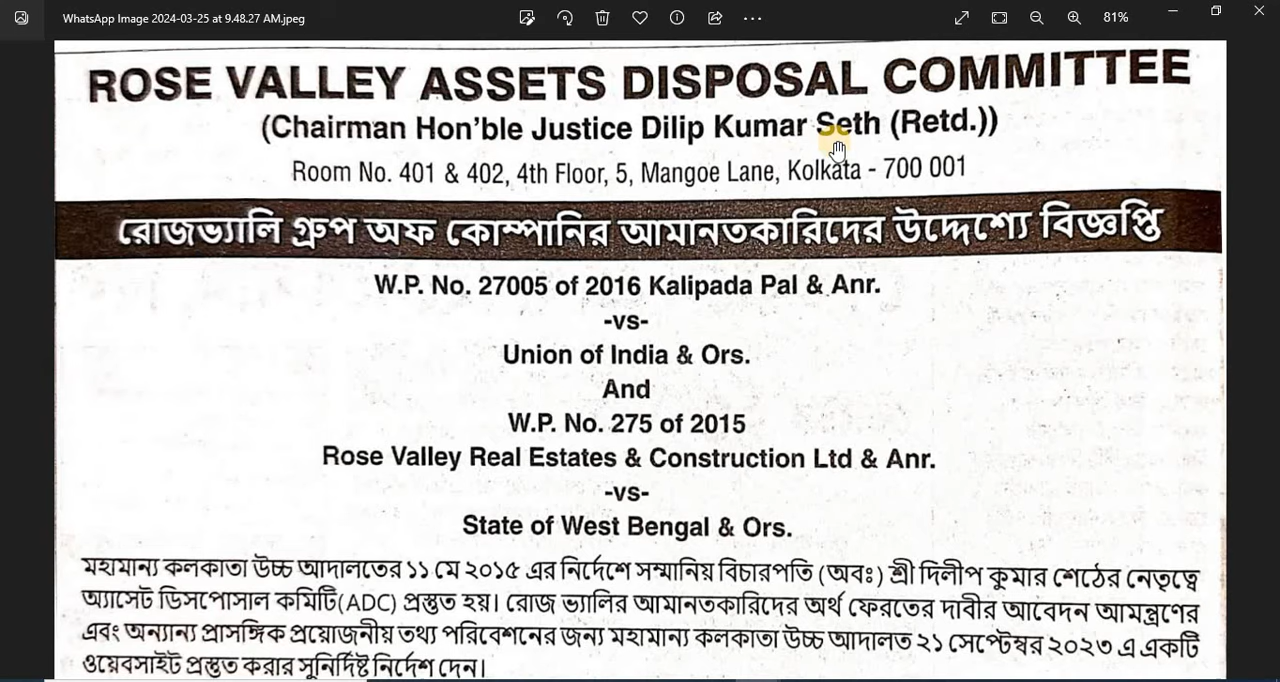 WhatsApp Image 2024-03-25 at 9.48.27 AM.jpeg
81%
ROSE VALLEY ASSETS DISPOSAL COMMITTEE
(Chairman Hon'ble Justice Dilip Kumar Seth (Retd.))
Room No. 401 & 402, 4th Floor, 5, Mangoe Lane, Kolkata - 700 001
রোজভ্যালি গ্রুপ অফ কোম্পানির আমানতকারিদের উদ্দেশ্যে বিজ্ঞপ্তি
W.P. No. 27005 of 2016 Kalipada Pal & Anr.
-vs-
Union of India & Ors.
And
W.P. No. 275 of 2015
Rose Valley Real Estates & Construction Ltd & Anr.
-vs-
State of West Bengal & Ors.
মহামান্য কলকাতা উচ্চ আদালতের ১১ মে ২০১৫ এর নির্দেশে সম্মানিয় বিচারপতি (অবঃ) শ্রী দিলীপ কুমার শেঠের নেতৃত্বে
অ্যাসেট ডিসপোসাল কমিটি(ADC) প্রস্তুত হয়। রোজ ভ্যালির আমানতকারিদের অর্থ ফেরতের দাবীর আবেদন আমন্ত্রণের
এবং অন্যান্য প্রাসঙ্গিক প্রয়োজনীয় তথ্য পরিবেশনের জন্য মহামান্য কলকাতা উচ্চ আদালত ২১ সেপ্টেম্বর ২০২৩ এ একটি
ওয়েবসাইট প্রস্তুত করার সুনির্দিষ্ট নির্দেশ দেন।